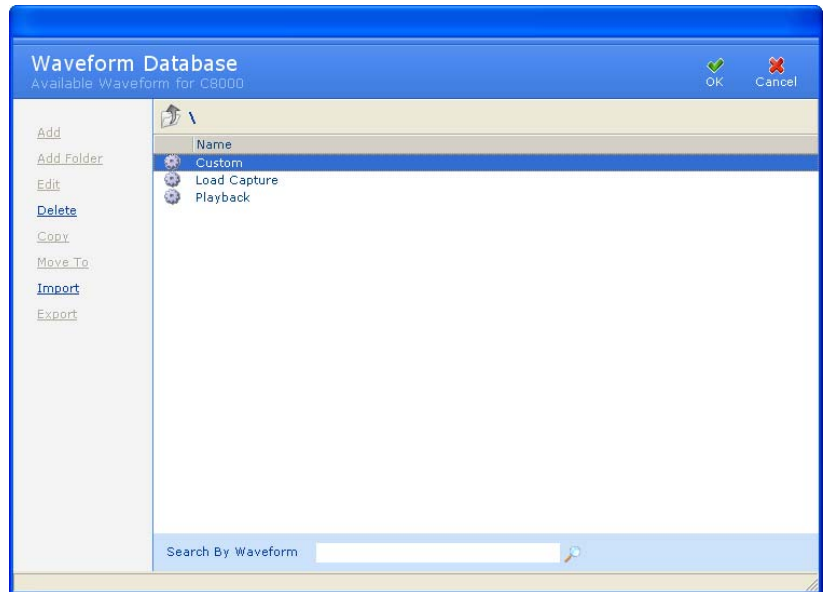 Waveform Database
Available Waveform for C8000
OK
Cancel
Add
Add Folder
Edit
Delete
Copy
Move To
Import
Export
\
Name
Custom
Load Capture
Playback
Search By Waveform